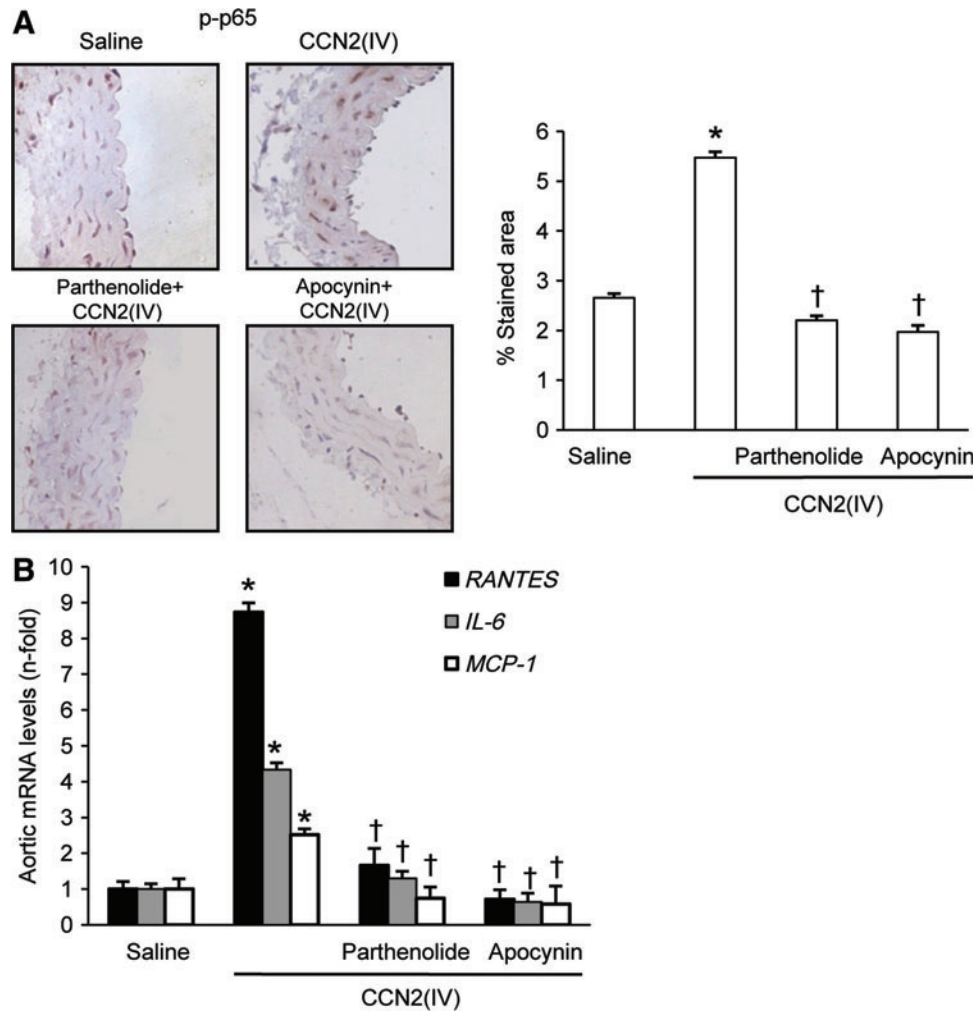 A
p-p65
Saline
CCN2(IV)
Parthenolide+
CCN2(IV)
Apocynin+
CCN2(IV)
% Stained area
6
5
4
3
2
1
0
*
†
†
Saline
Parthenolide
Apocynin
CCN2(IV)
B
Aortic mRNA levels (n-fold)
10
9
8
7
6
5
4
3
2
1
0
RANTES
IL-6
MCP-1
*
*
*
† † †
† † †
Saline
Parthenolide
Apocynin
CCN2(IV)